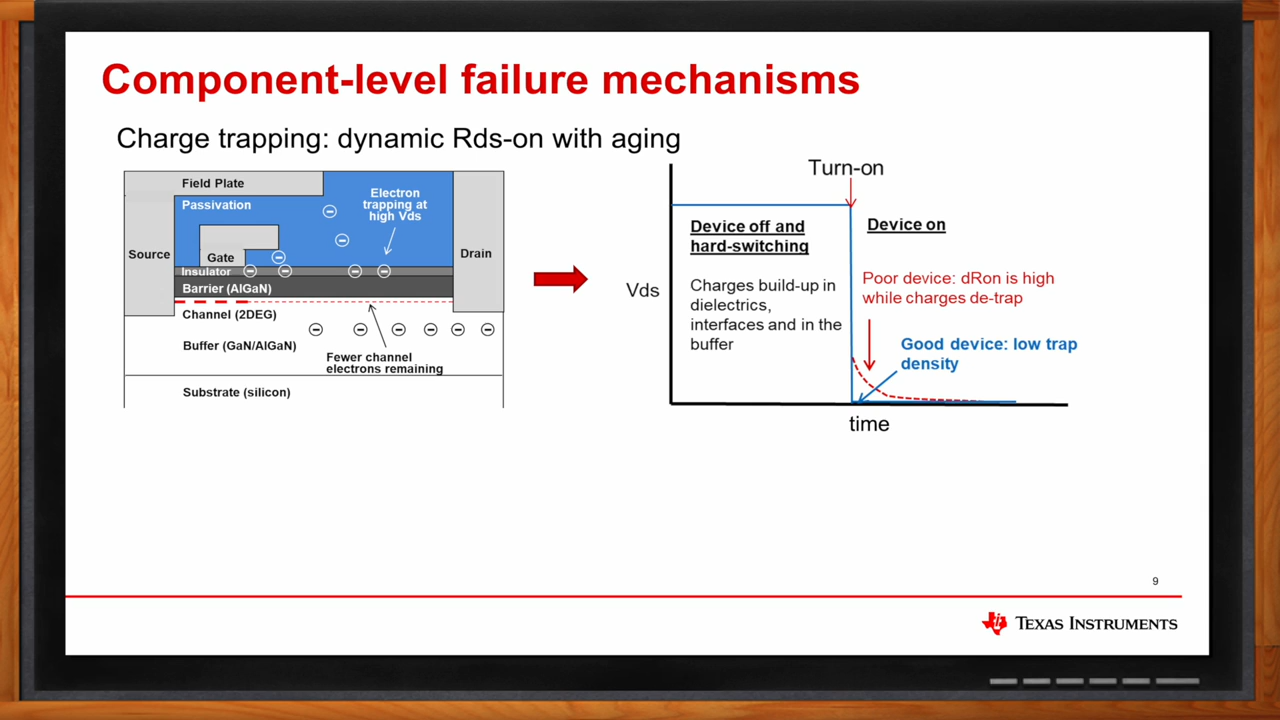 Component-level failure mechanisms
Charge trapping: dynamic Rds-on with aging
Field Plate
Passivation
Electron
trapping at
high Vds
Source
Gate
Drain
Insulator
Barrier (AlGaN)
Channel (2DEG)
Buffer (GaN/AlGaN)
Fewer channel
electrons remaining
Substrate (silicon)
Turn-on
Vds
Device off and
hard-switching
Charges build-up in
dielectrics,
interfaces and in the
buffer
Device on
Poor device: dRon is high
while charges de-trap
Good device: low trap
density
time
9
TEXAS INSTRUMENTS